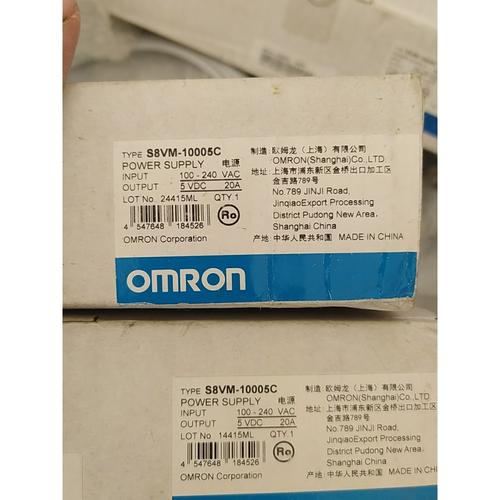 TYPE S8VM-10005C
POWER SUPPLY 电源
INPUT 100 - 240 VAC
OUTPUT 5 VDC 20A
LOT No. 24415ML QTY.1
4 547648 184526
Ro
OMRON Corporation
制造: 欧姆龙（上海）有限公司
OMRON(Shanghai)Co.,LTD.
地址: 上海市浦东新区金桥出口加工区
金吉路789号
No.789 JINJI Road,
JinqiaoExport Processing
District Pudong New Area,
Shanghai China
产地: 中华人民共和国 MADE IN CHINA
OMRON
TYPE S8VM-10005C
POWER SUPPLY 电源
INPUT 100 - 240 VAC
OUTPUT 5 VDC 20A
LOT No. 14415ML QTY.1
4 547648 184526
Ro
OMRON Corporation
制造: 欧姆龙（上海）有限公司
OMRON(Shanghai)Co.,LTD.
地址: 上海市浦东新区金桥出口加工区
金吉路789号
No.789 JINJI Road,
JinqiaoExport Processing
District Pudong New Area,
Shanghai China
产地: 中华人民共和国 MADE IN CHINA